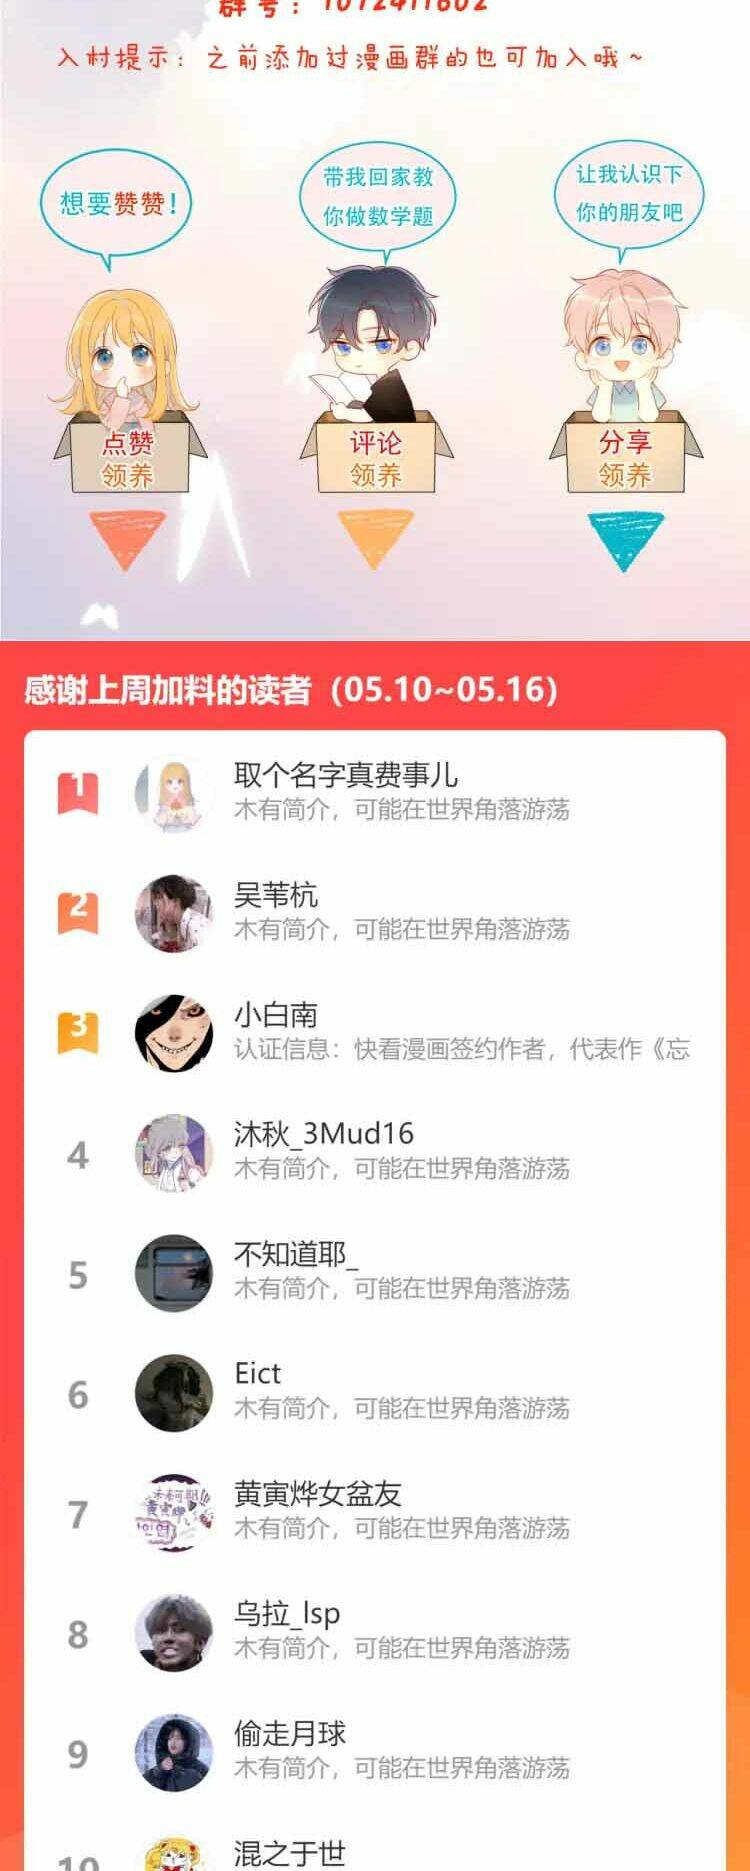 群号：1072411602
入村提示：之前添加过漫画群的也可加入哦～
想要赞赞！
带我回家教
你做数学题
让我认识下
你的朋友吧
点赞
领养
评论
领养
分享
领养
感谢上周加料的读者（05.10~05.16）
1
取个名字真费事儿
木有简介，可能在世界角落游荡
2
吴苇杭
木有简介，可能在世界角落游荡
3
小白南
认证信息：快看漫画签约作者，代表作《忘
4
沐秋_3Mud16
木有简介，可能在世界角落游荡
5
不知道耶_
木有简介，可能在世界角落游荡
6
Eict
木有简介，可能在世界角落游荡
7
黄寅烨女盆友
木有简介，可能在世界角落游荡
8
乌拉_lsp
木有简介，可能在世界角落游荡
9
偷走月球
木有简介，可能在世界角落游荡
10
混之于世